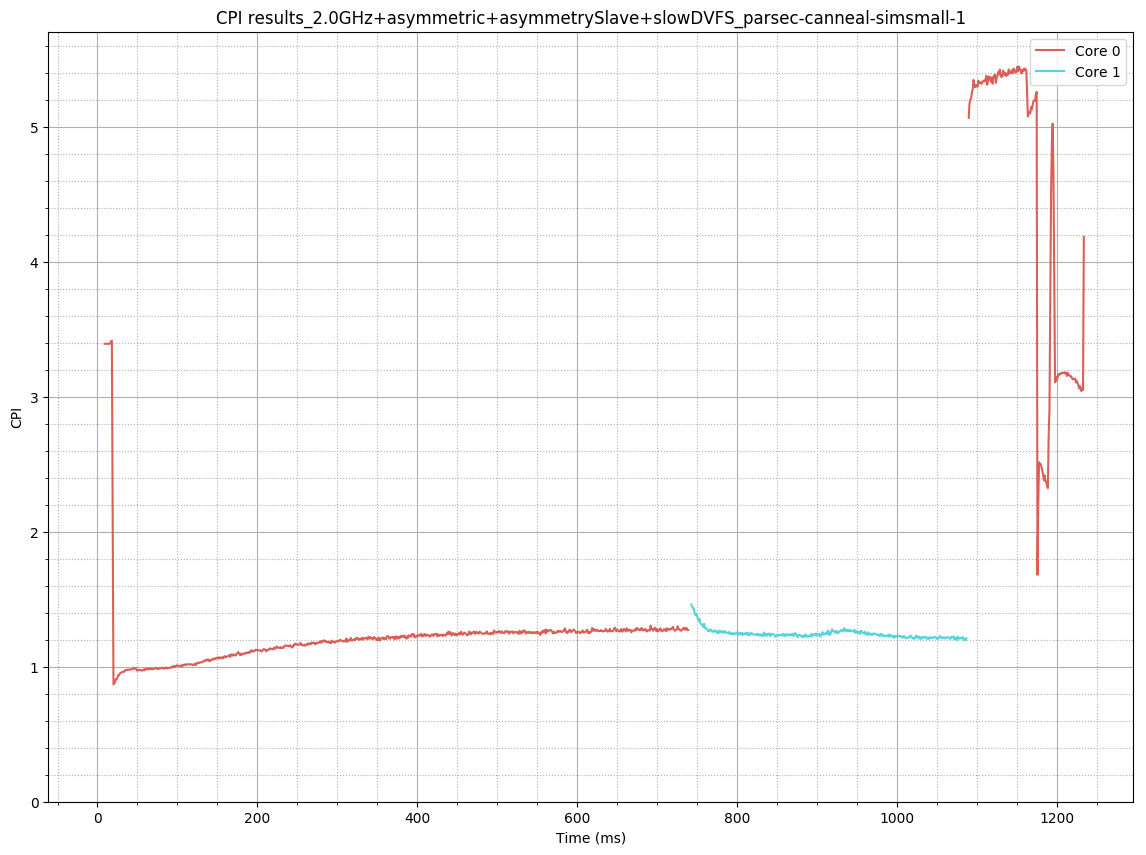 CPI results_2.0GHz+asymmetric+asymmetrySlave+slowDVFS_parsec-canneal-simsmall-1
Core 0
Core 1
5
4
3
2
1
0
CPI
0 200 400 600 800 1000 1200
Time (ms)